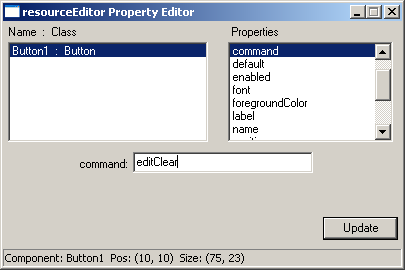 resourceEditor Property Editor
Name : Class
Properties
Button1 : Button
command
default
enabled
font
foregroundColor
label
name
command:
editClear
Update
Component: Button1 Pos: (10, 10) Size: (75, 23)